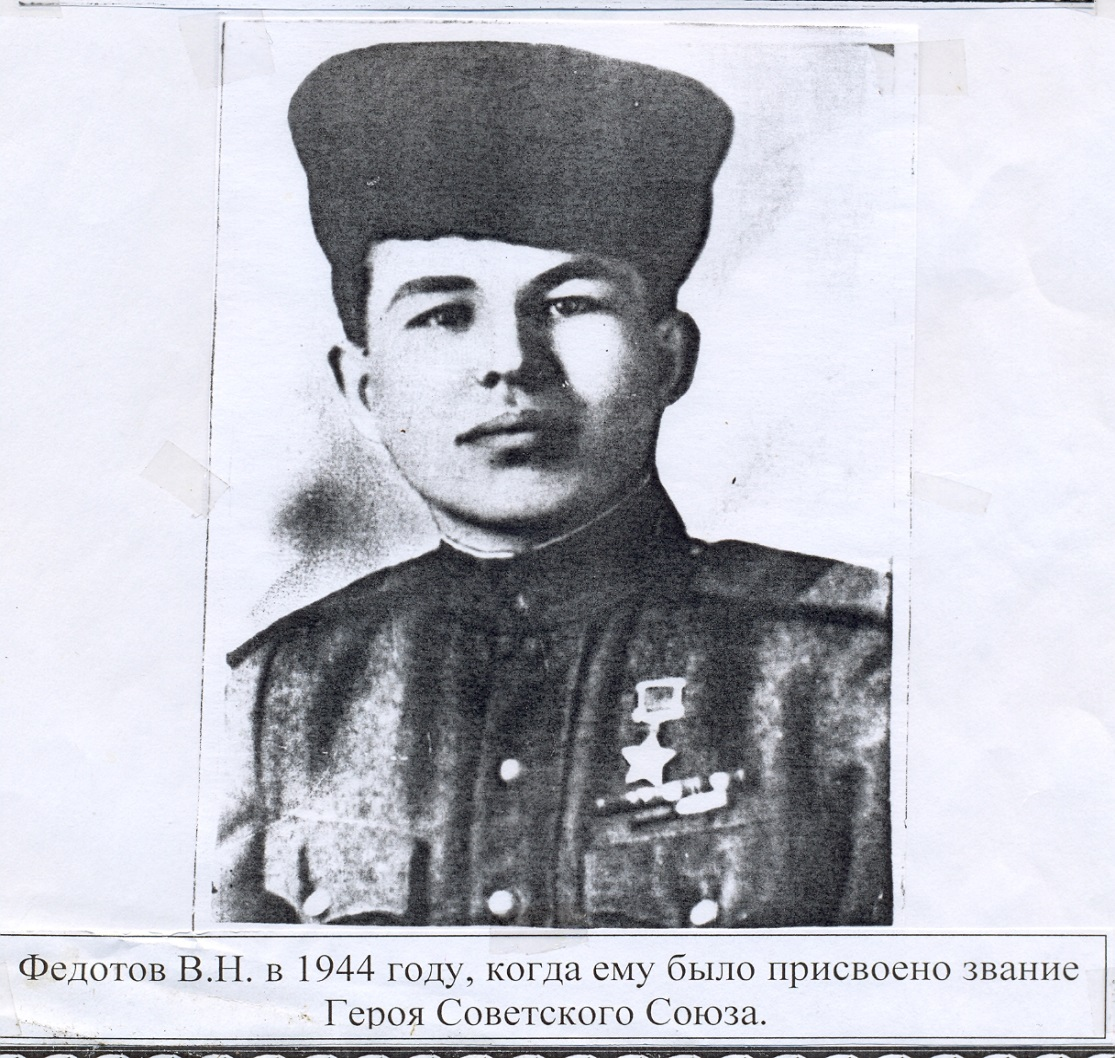 Федотов В.Н. в 1944 году, когда ему было присвоено звание
Героя Советского Союза.